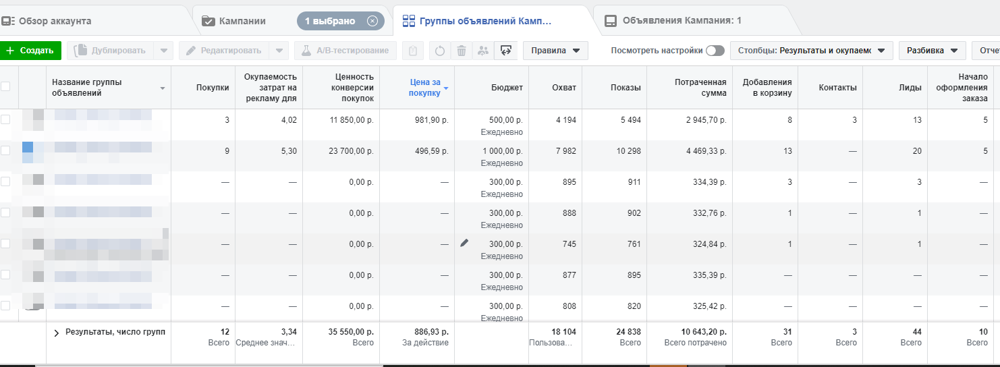 Обзор аккаунта
Кампании
1 выбрано
Группы объявлений Камп...
Объявления Кампания: 1
+ Создать
Дублировать
Редактировать
А/В-тестирование
Правила
Посмотреть настройки
Столбцы: Результаты и окупаемс
Разбивка
Отче
Название группы
объявлений
Покупки
Окупаемость
затрат на
рекламу для
Ценность
конверсии
покупок
Цена за
покупку
Бюджет
Охват
Показы
Потраченная
сумма
Добавления
в корзину
Контакты
Лиды
Начало
оформления
заказа
3 4,02 11 850,00 р. 981,90 р. 500,00 р. 4 194 5 494 2 945,70 р. 8 3 13 5
Ежедневно
9 5,30 23 700,00 р. 496,59 р. 1 000,00 р. 7 982 10 298 4 469,33 р. 13 — 20 5
Ежедневно
— — 0,00 р. — 300,00 р. 895 911 334,39 р. 3 — 3 —
Ежедневно
— — 0,00 р. — 300,00 р. 888 902 332,76 р. 1 — 1 —
Ежедневно
— — 0,00 р. — 300,00 р. 745 761 324,84 р. 1 — 1 —
Ежедневно
— — 0,00 р. — 300,00 р. 877 895 335,39 р. — — — —
Ежедневно
— — 0,00 р. — 300,00 р. 808 820 325,42 р. — — — —
Ежедневно
Результаты, число групп 12 3,34 35 550,00 р. 886,93 р. 18 104 24 838 10 643,20 р. 31 3 44 10
Всего Среднее знач... Всего За действие Пользова... Всего Всего потрачено Всего Всего Всего Всего